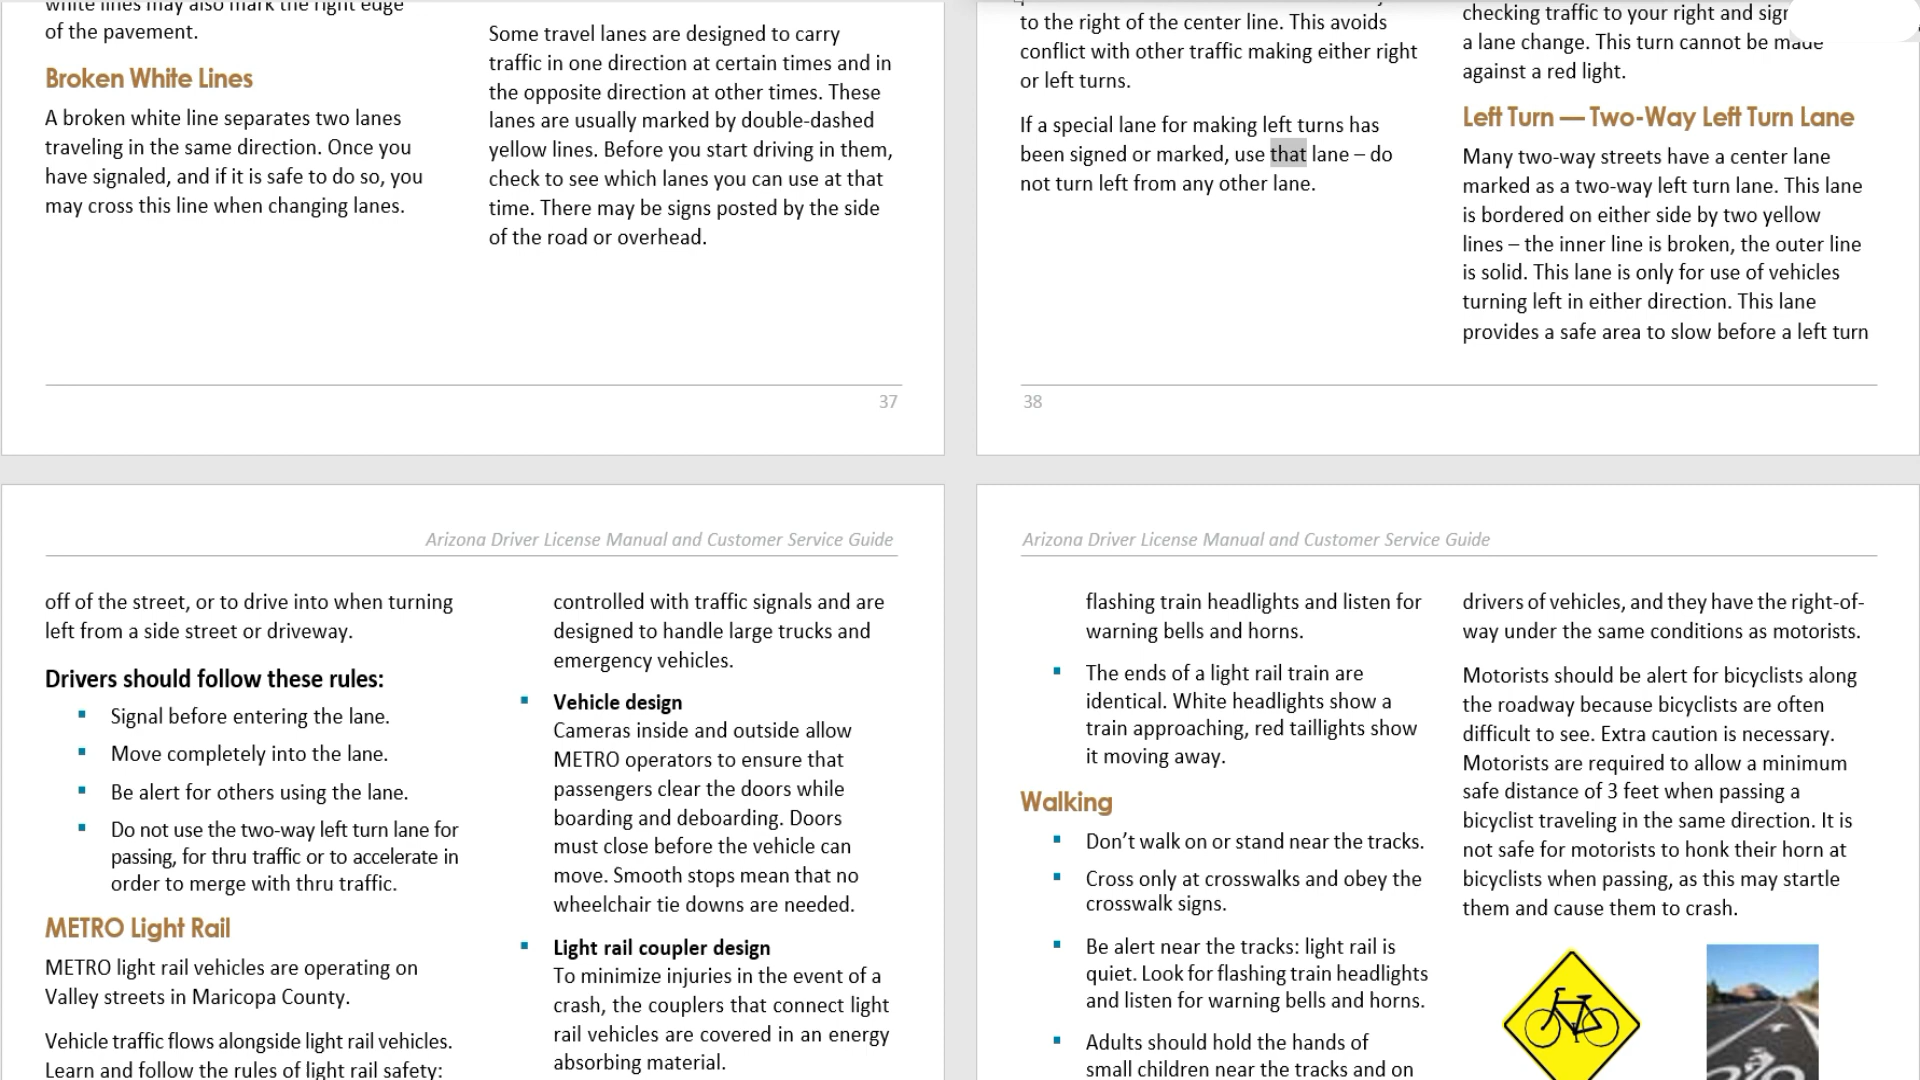 white lines may also mark the right edge
of the pavement.
Broken White Lines
A broken white line separates two lanes
traveling in the same direction. Once you
have signaled, and if it is safe to do so, you
may cross this line when changing lanes.
Some travel lanes are designed to carry
traffic in one direction at certain times and in
the opposite direction at other times. These
lanes are usually marked by double-dashed
yellow lines. Before you start driving in them,
check to see which lanes you can use at that
time. There may be signs posted by the side
of the road or overhead.
37
to the right of the center line. This avoids
conflict with other traffic making either right
or left turns.
If a special lane for making left turns has
been signed or marked, use that lane – do
not turn left from any other lane.
checking traffic to your right and
a lane change. This turn cannot be made
against a red light.
Left Turn — Two-Way Left Turn Lane
Many two-way streets have a center lane
marked as a two-way left turn lane. This lane
is bordered on either side by two yellow
lines – the inner line is broken, the outer line
is solid. This lane is only for use of vehicles
turning left in either direction. This lane
provides a safe area to slow before a left turn
38
Arizona Driver License Manual and Customer Service Guide
off of the street, or to drive into when turning
left from a side street or driveway.
Drivers should follow these rules:
▪ Signal before entering the lane.
▪ Move completely into the lane.
▪ Be alert for others using the lane.
▪ Do not use the two-way left turn lane for
passing, for thru traffic or to accelerate in
order to merge with thru traffic.
METRO Light Rail
METRO light rail vehicles are operating on
Valley streets in Maricopa County.
Vehicle traffic flows alongside light rail vehicles.
Learn and follow the rules of light rail safety:
controlled with traffic signals and are
designed to handle large trucks and
emergency vehicles.
▪ Vehicle design
Cameras inside and outside allow
METRO operators to ensure that
passengers clear the doors while
boarding and deboarding. Doors
must close before the vehicle can
move. Smooth stops mean that no
wheelchair tie downs are needed.
▪ Light rail coupler design
To minimize injuries in the event of a
crash, the couplers that connect light
rail vehicles are covered in an energy
absorbing material.
Arizona Driver License Manual and Customer Service Guide
flashing train headlights and listen for
warning bells and horns.
▪ The ends of a light rail train are
identical. White headlights show a
train approaching, red taillights show
it moving away.
Walking
▪ Don’t walk on or stand near the tracks.
▪ Cross only at crosswalks and obey the
crosswalk signs.
▪ Be alert near the tracks: light rail is
quiet. Look for flashing train headlights
and listen for warning bells and horns.
▪ Adults should hold the hands of
small children near the tracks and on
drivers of vehicles, and they have the right-of-
way under the same conditions as motorists.
Motorists should be alert for bicyclists along
the roadway because bicyclists are often
difficult to see. Extra caution is necessary.
Motorists are required to allow a minimum
safe distance of 3 feet when passing a
bicyclist traveling in the same direction. It is
not safe for motorists to honk their horn at
bicyclists when passing, as this may startle
them and cause them to crash.